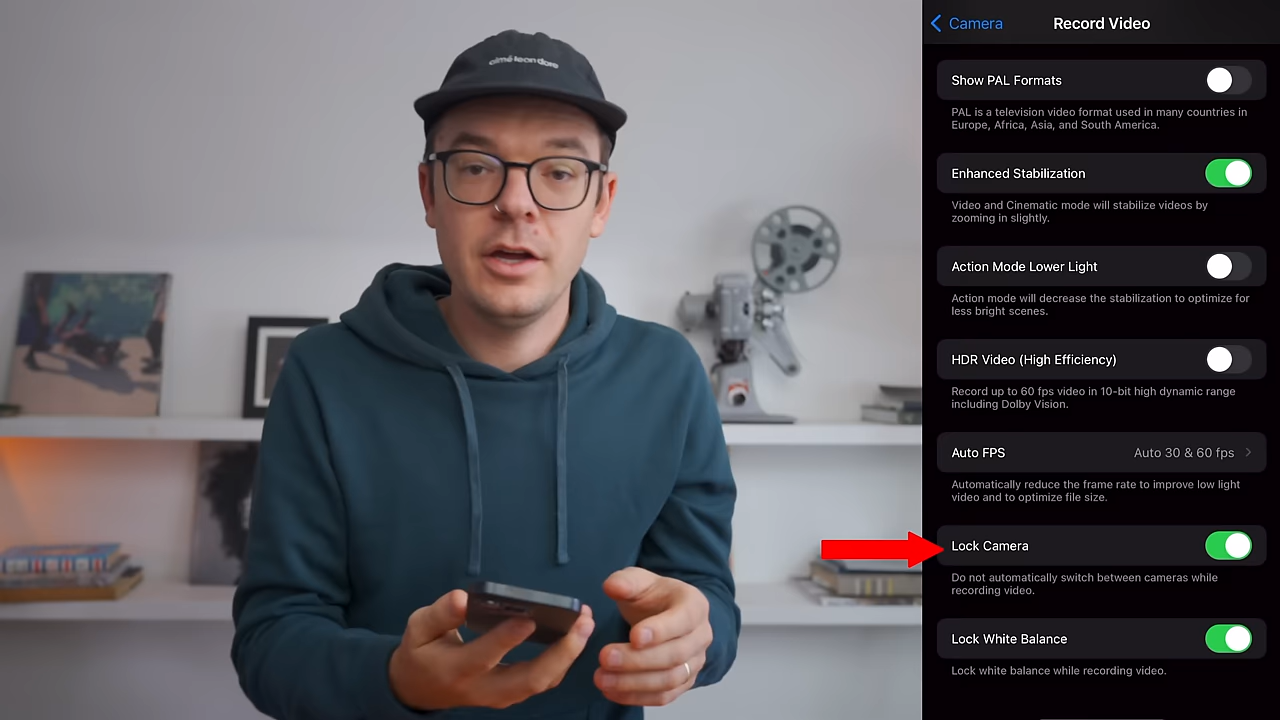 aimé leon dore
Camera
Record Video
Show PAL Formats
PAL is a television video format used in many countries in
Europe, Africa, Asia, and South America.
Enhanced Stabilization
Video and Cinematic mode will stabilize videos by
zooming in slightly.
Action Mode Lower Light
Action mode will decrease the stabilization to optimize for
less bright scenes.
HDR Video (High Efficiency)
Record up to 60 fps video in 10-bit high dynamic range
including Dolby Vision.
Auto FPS
Auto 30 & 60 fps
Automatically reduce the frame rate to improve low light
video and to optimize file size.
Lock Camera
Do not automatically switch between cameras while
recording video.
Lock White Balance
Lock white balance while recording video.